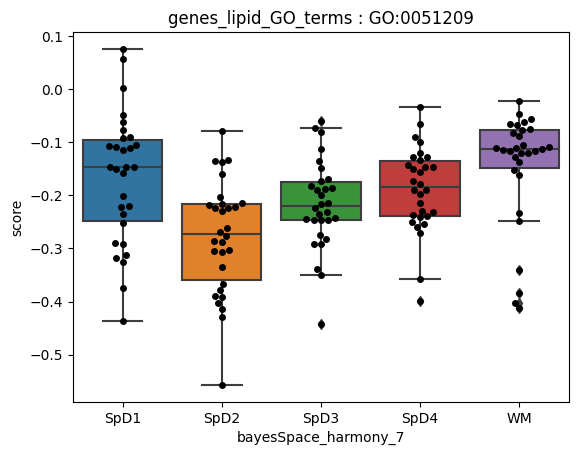 genes_lipid_GO_terms : GO:0051209
0.1
0.0
−0.1
−0.2
−0.3
−0.4
−0.5
score
SpD1 SpD2 SpD3 SpD4 WM
bayesSpace_harmony_7